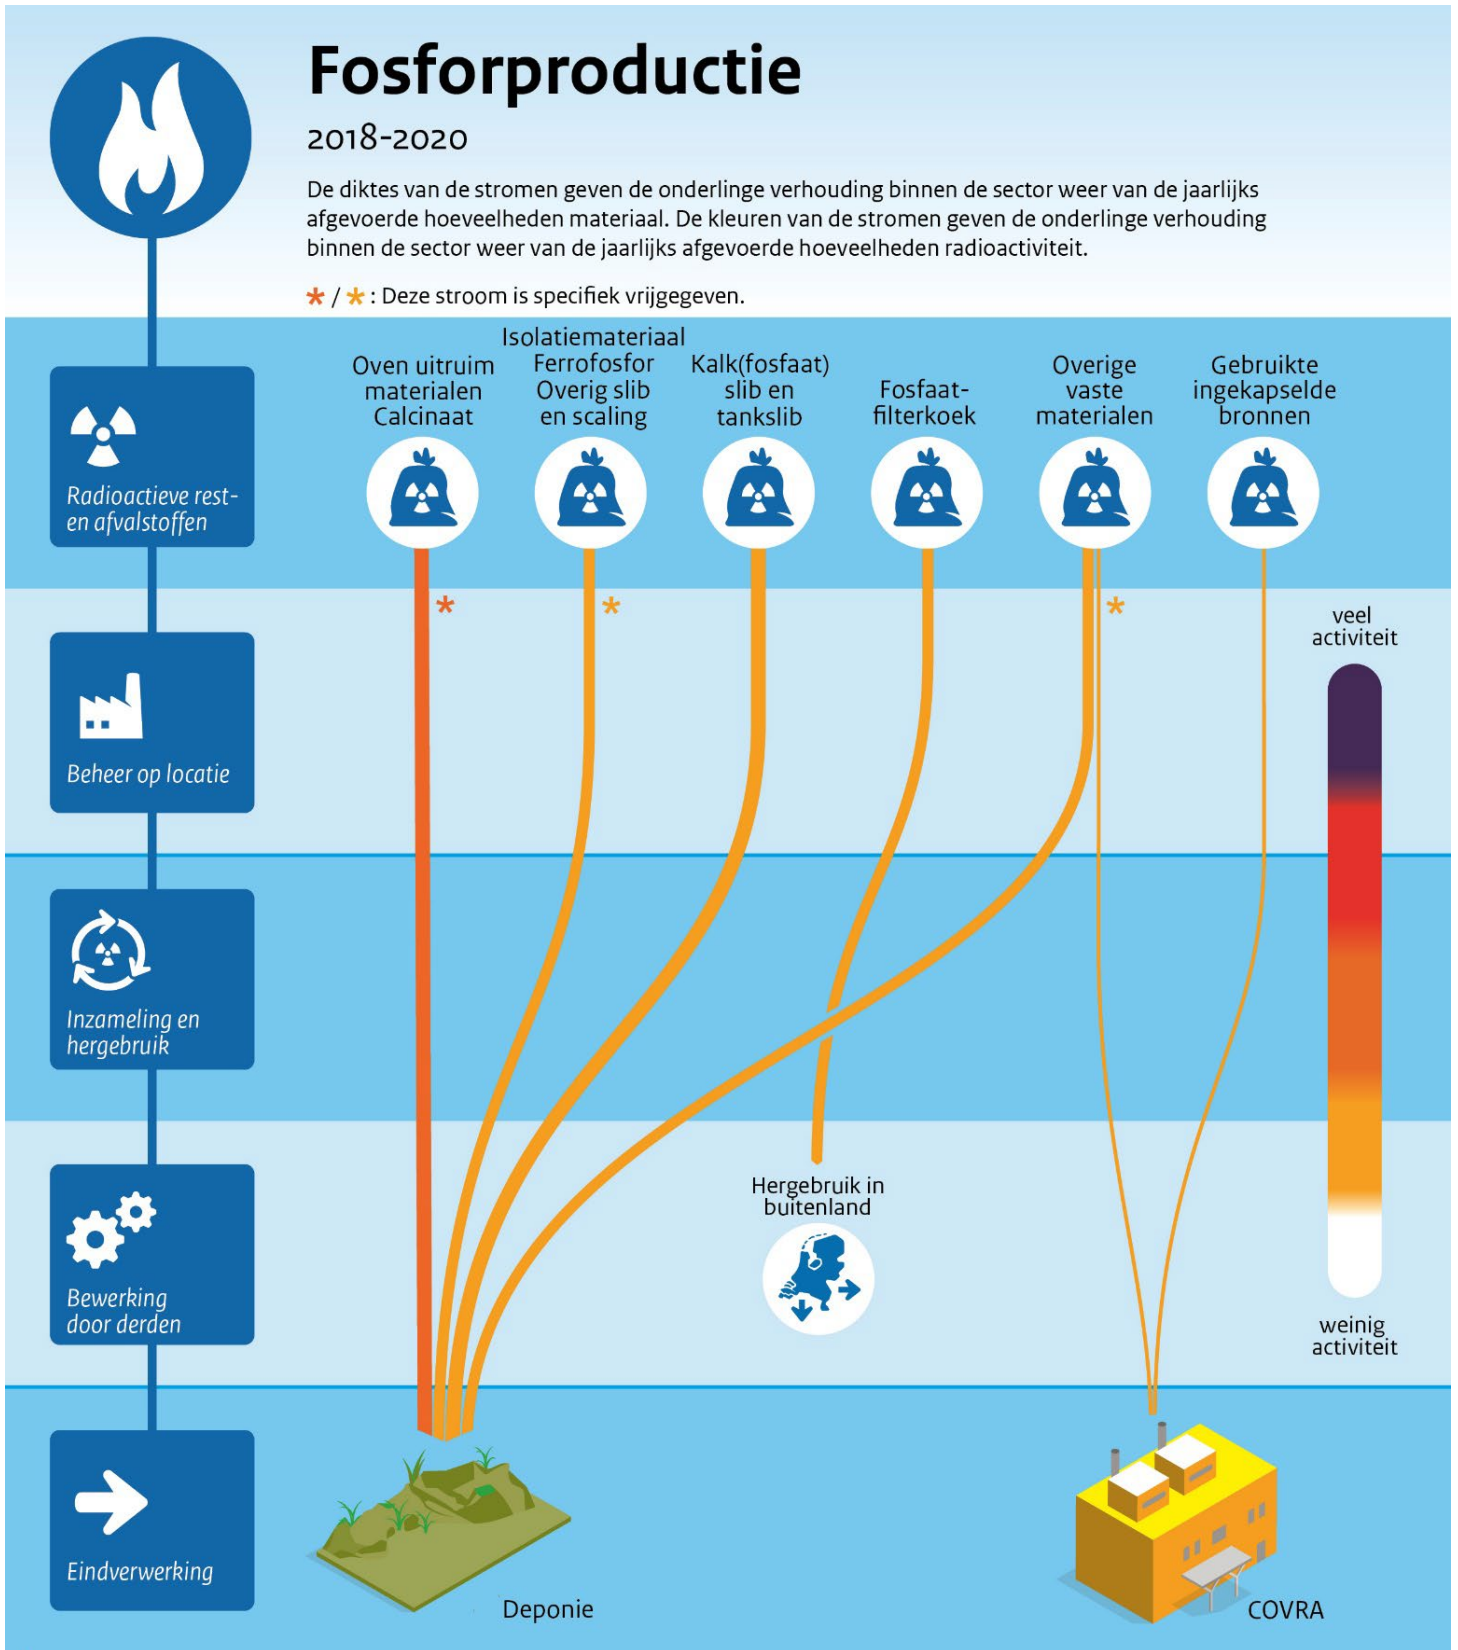 Fosforproductie
2018-2020
De diktes van de stromen geven de onderlinge verhouding binnen de sector weer van de jaarlijks
afgevoerde hoeveelheden materiaal. De kleuren van de stromen geven de onderlinge verhouding
binnen de sector weer van de jaarlijks afgevoerde hoeveelheden radioactiviteit.
* / * : Deze stroom is specifiek vrijgegeven.
Oven uitruim
materialen
Calcinaat
Isolatiemateriaal
Ferrofosfor
Overig slib
en scaling
Kalk(fosfaat)
slib en
tankslib
Fosfaat-
filterkoek
Overige
vaste
materialen
Gebruikte
ingekapselde
bronnen
Radioactieve rest-
en afvalstoffen
*
*
*
veel
activiteit
Beheer op locatie
Inzameling en
hergebruik
Hergebruik in
buitenland
Bewerking
door derden
weinig
activiteit
Eindverwerking
Deponie
COVRA